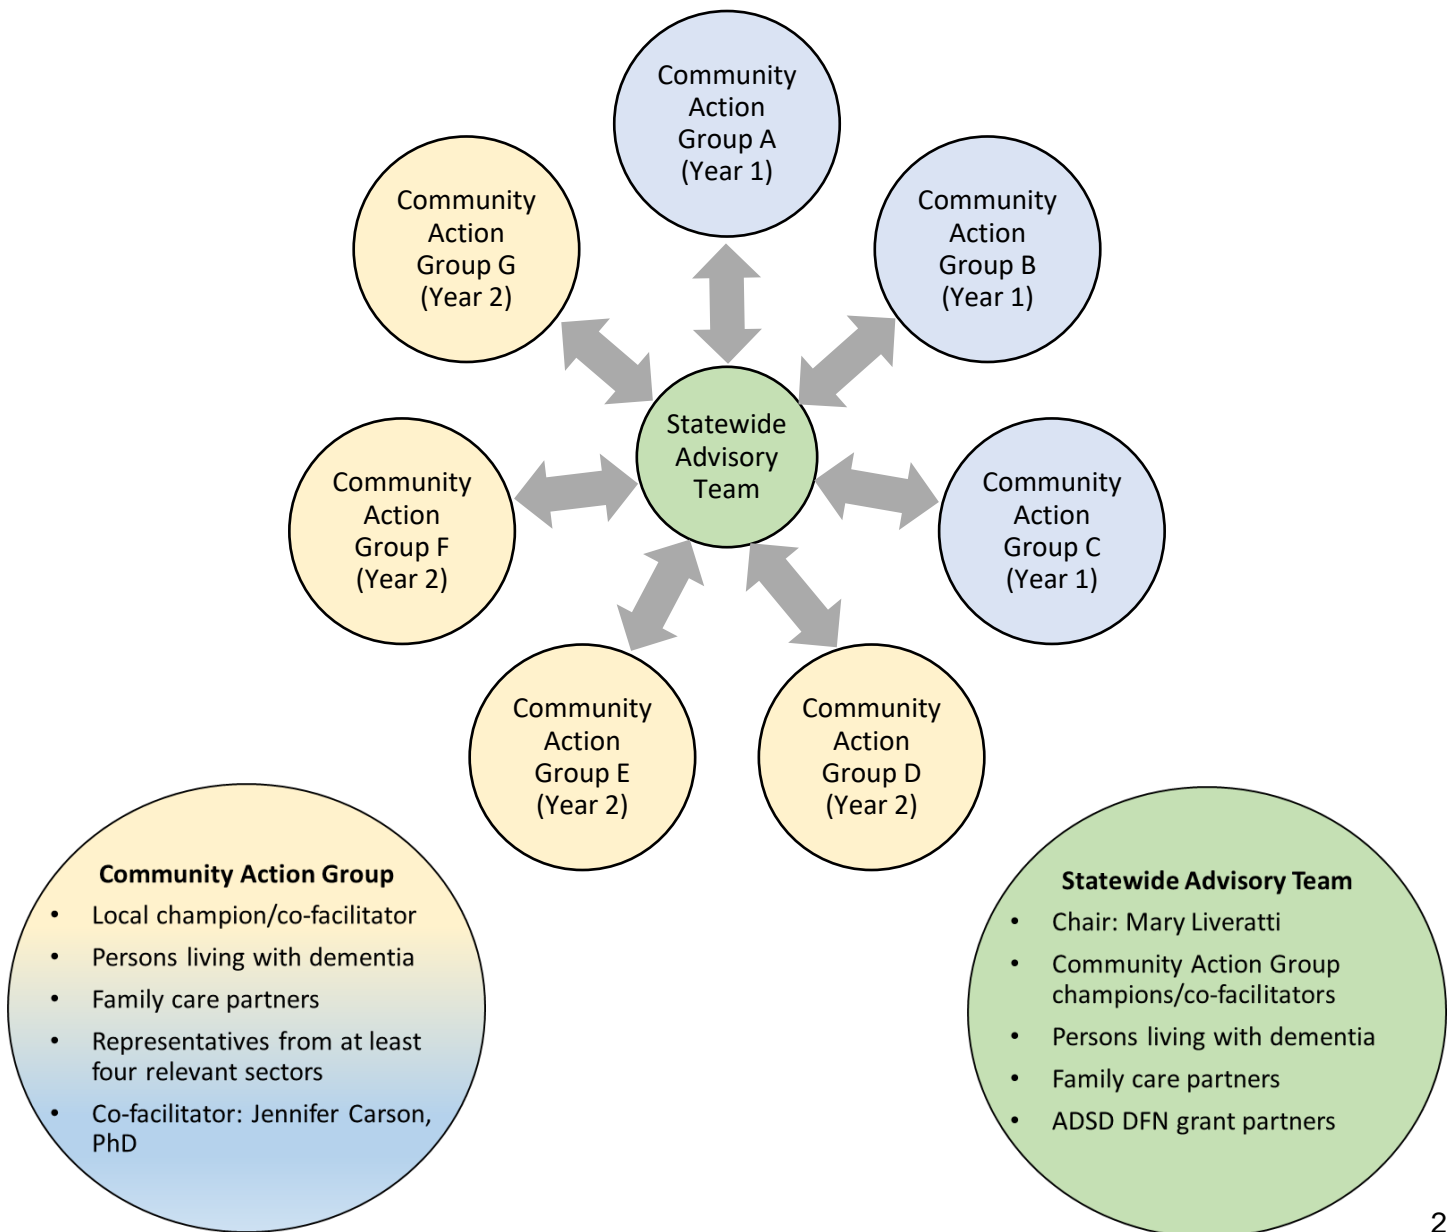 Community
Action
Group A
(Year 1)
Community
Action
Group G
(Year 2)
Community
Action
Group B
(Year 1)
Statewide
Advisory
Team
Community
Action
Group F
(Year 2)
Community
Action
Group C
(Year 1)
Community
Action
Group E
(Year 2)
Community
Action
Group D
(Year 2)
Community Action Group
• Local champion/co-facilitator
• Persons living with dementia
• Family care partners
• Representatives from at least
four relevant sectors
• Co-facilitator: Jennifer Carson,
PhD
Statewide Advisory Team
• Chair: Mary Liveratti
• Community Action Group
champions/co-facilitators
• Persons living with dementia
• Family care partners
• ADSD DFN grant partners
2